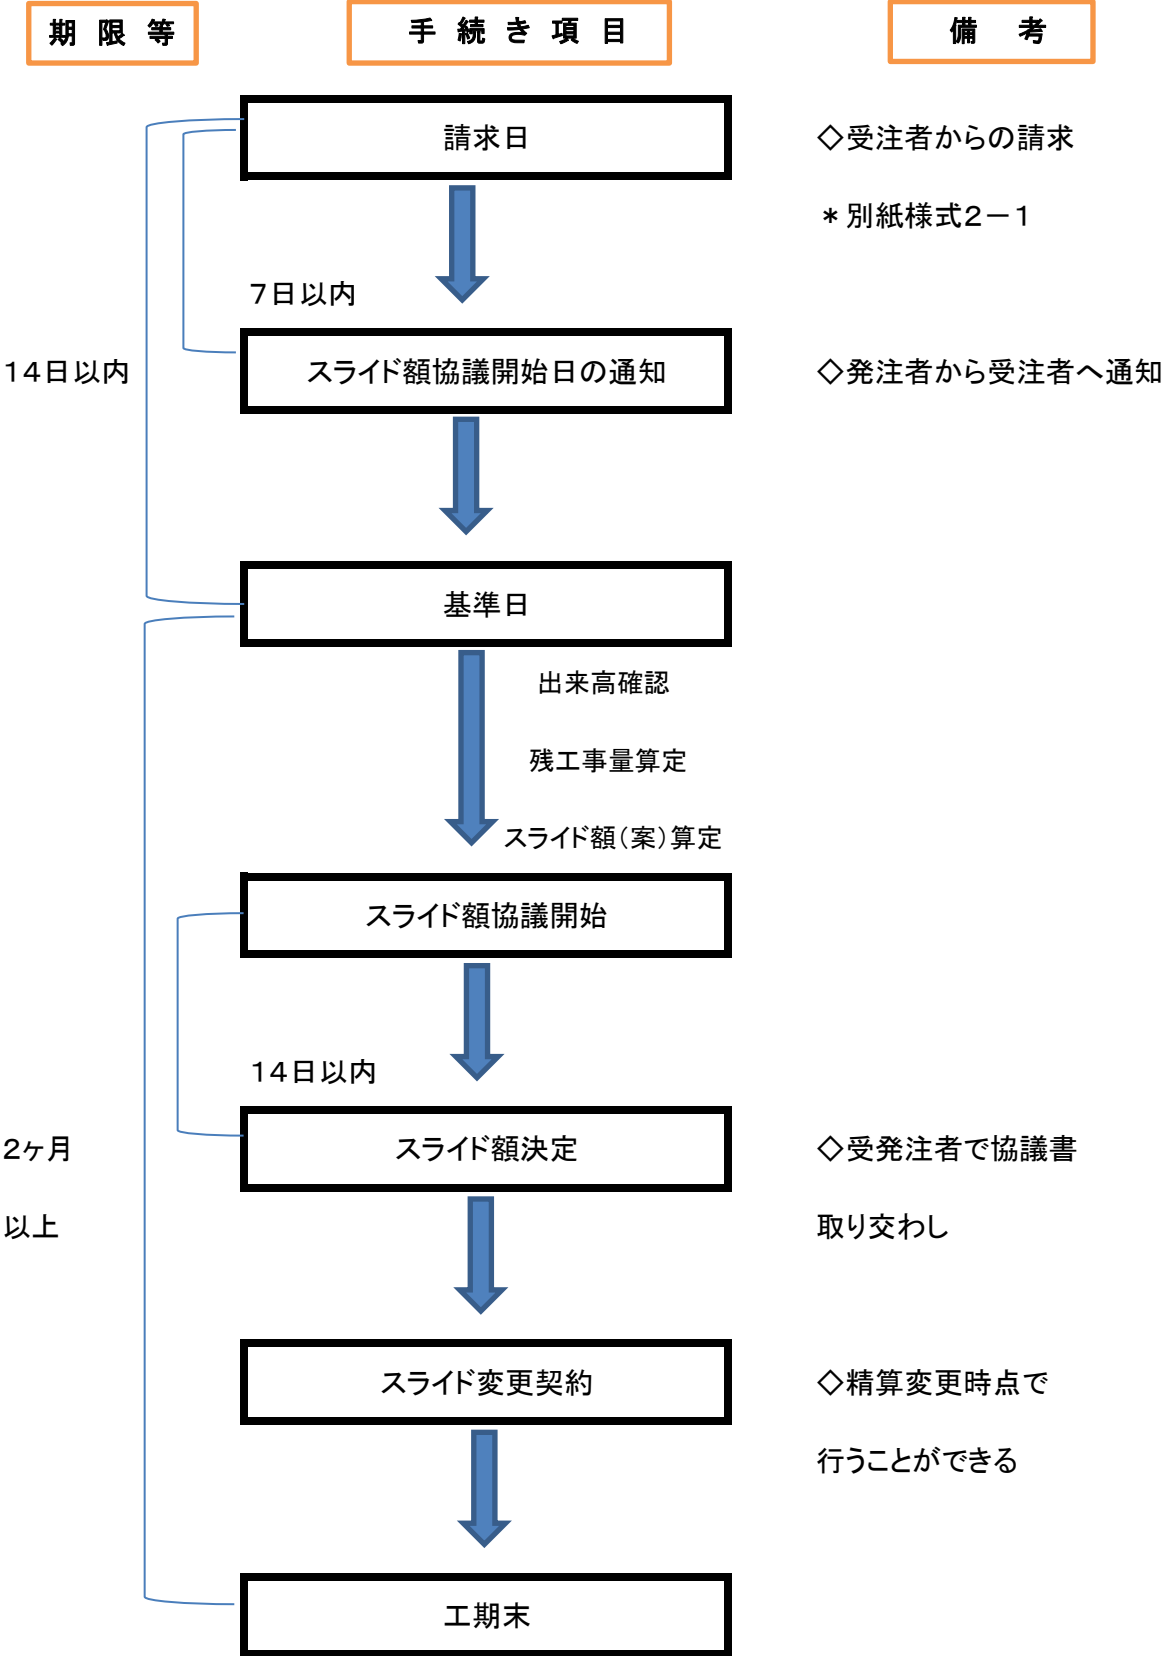 期 限 等
手 続 き 項 目
備 考
請求日
◇受注者からの請求
＊別紙様式２－１
７日以内
１４日以内
スライド額協議開始日の通知
◇発注者から受注者へ通知
基準日
出来高確認
残工事量算定
スライド額（案）算定
スライド額協議開始
１４日以内
２ヶ月
スライド額決定
◇受発注者で協議書
以上
取り交わし
スライド変更契約
◇精算変更時点で
行うことができる
工期末